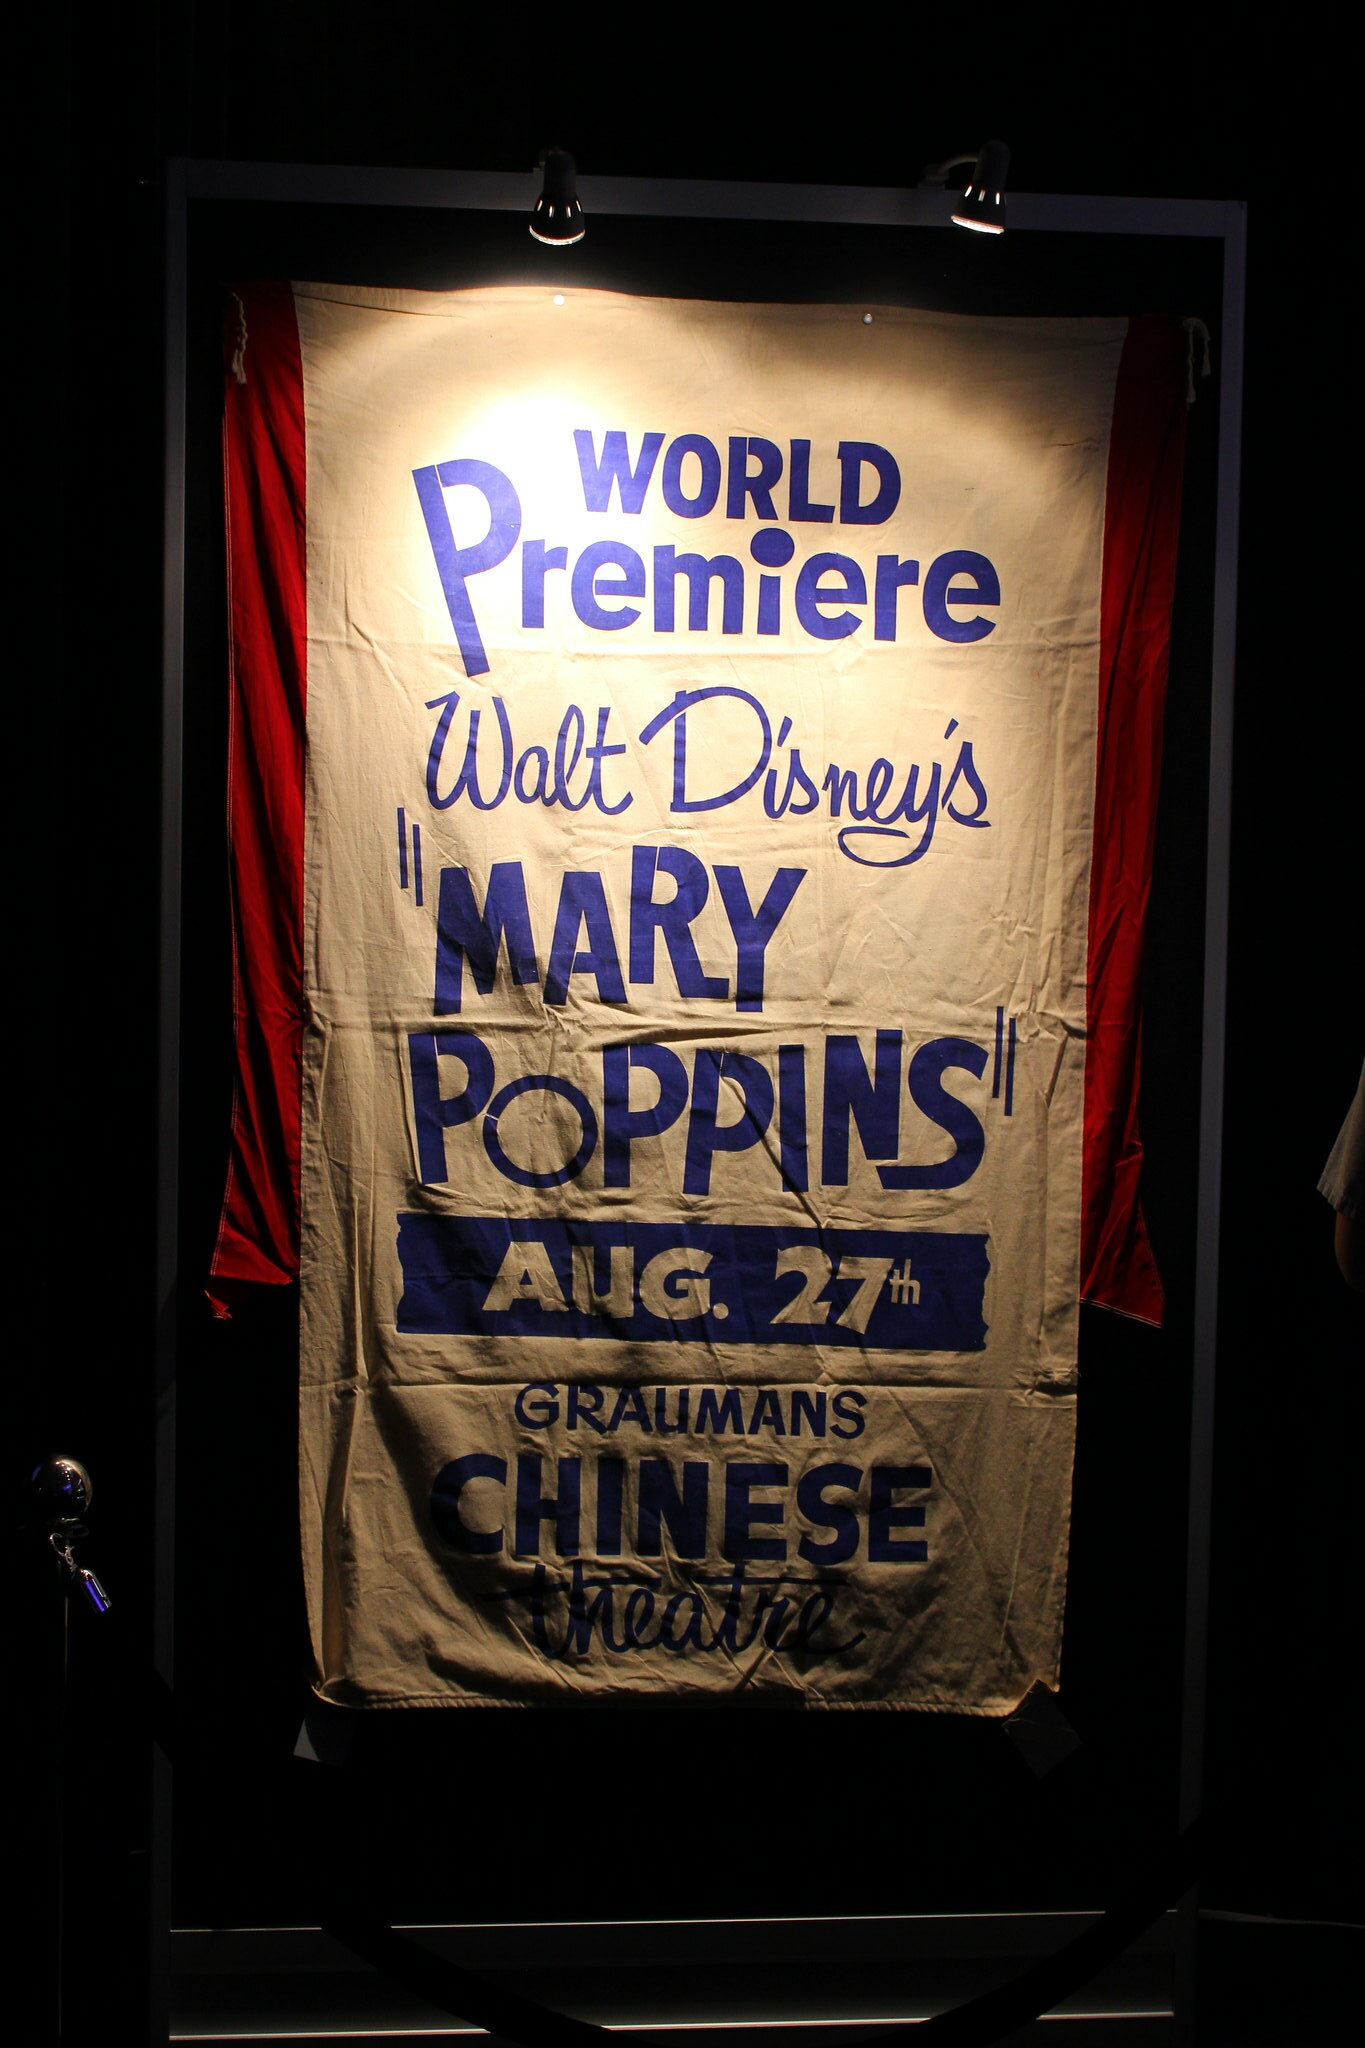 WORLD
Premiere
Walt Disney's
"MARY
POPPINS"
AUG. 27th
GRAUMANS
CHINESE
theatre